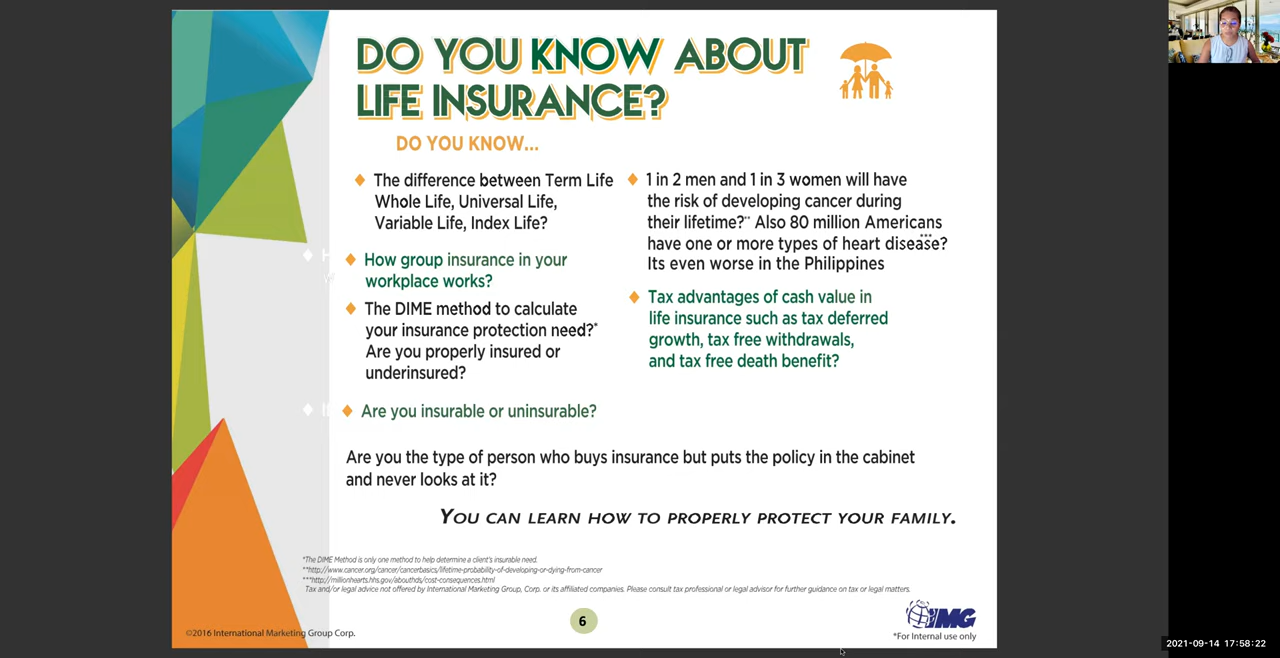 DO YOU KNOW ABOUT
LIFE INSURANCE?
DO YOU KNOW...
The difference between Term Life
Whole Life, Universal Life,
Variable Life, Index Life?
How group insurance in your
workplace works?
The DIME method to calculate
your insurance protection need?*
Are you properly insured or
underinsured?
Are you insurable or uninsurable?
1 in 2 men and 1 in 3 women will have
the risk of developing cancer during
their lifetime?** Also 80 million Americans
have one or more types of heart disease?***
Its even worse in the Philippines
Tax advantages of cash value in
life insurance such as tax deferred
growth, tax free withdrawals,
and tax free death benefit?
Are you the type of person who buys insurance but puts the policy in the cabinet
and never looks at it?
YOU CAN LEARN HOW TO PROPERLY PROTECT YOUR FAMILY.
*The DIME Method is only one method to help determine a client's insurable need.
**http://www.cancer.org/cancer/cancerbasics/lifetime-probability-of-developing-or-dying-from-cancer
***http://millionhearts.hhs.gov/abouthds/cost-consequences.html
Tax and/or legal advice not offered by International Marketing Group, Corp. or its affiliated companies. Please consult tax professional or legal advisor for further guidance on tax or legal matters.
6
IMG
©2016 International Marketing Group Corp.
*For Internal use only
2021-09-14 17:58:22